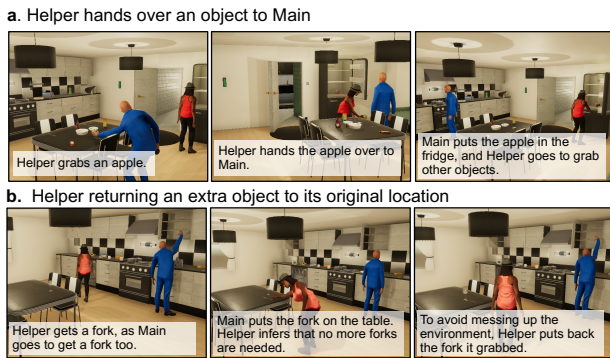 a. Helper hands over an object to Main
Helper grabs an apple.
Helper hands the apple over to
Main.
Main puts the apple in the
fridge, and Helper goes to grab
other objects.
b. Helper returning an extra object to its original location
Helper gets a fork, as Main
goes to get a fork too.
Main puts the fork on the table.
Helper infers that no more forks
are needed.
To avoid messing up the
environment, Helper puts back
the fork it grabbed.